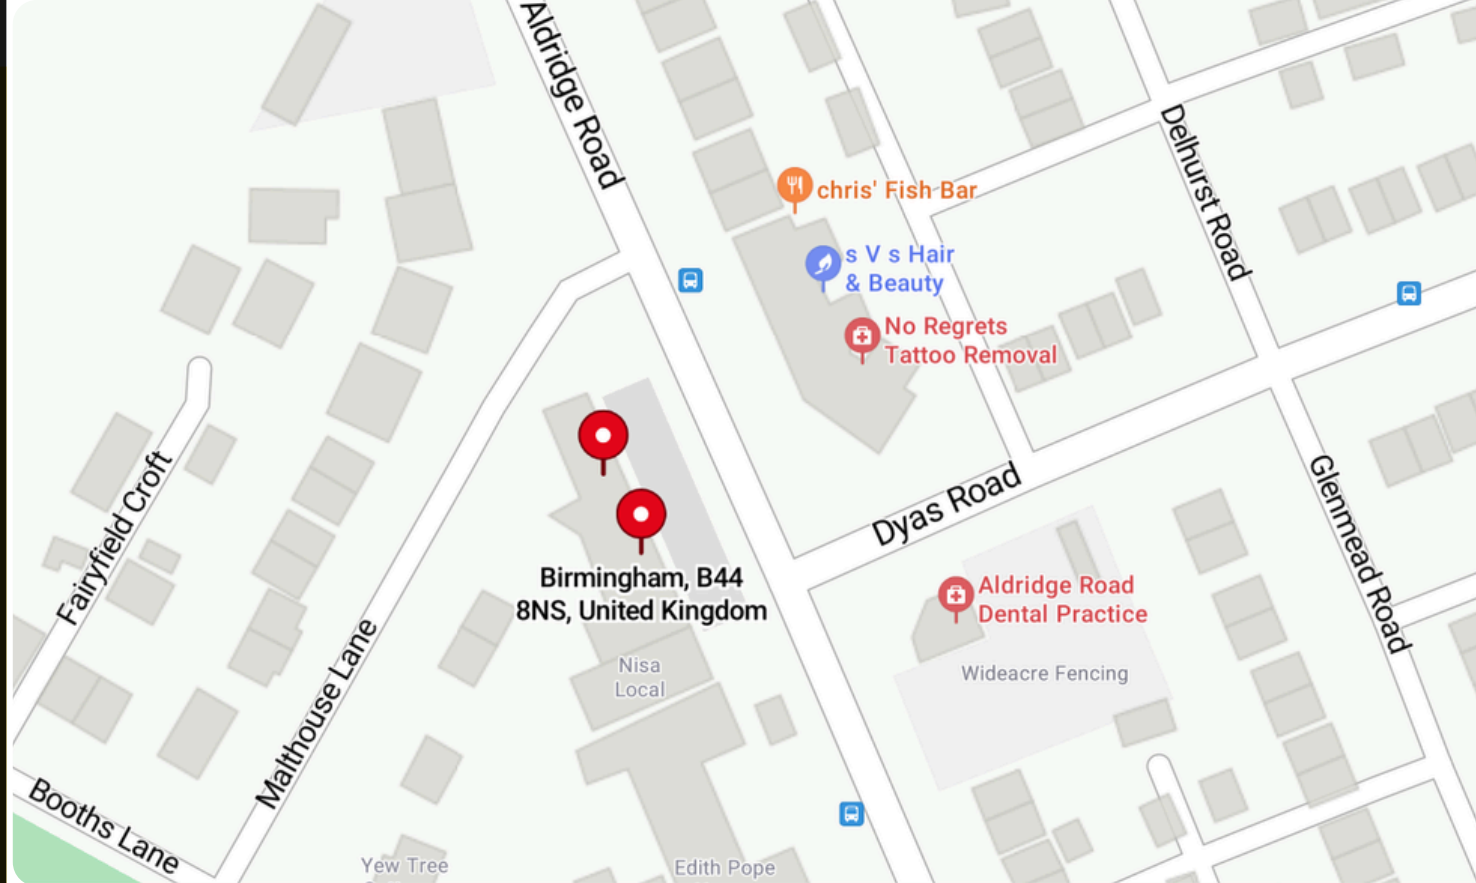 Aldridge Road
Delhurst Road
chris' Fish Bar
s V s Hair
& Beauty
No Regrets
Tattoo Removal
Fairyfield Croft
Dyas Road
Glenmead Road
Birmingham, B44
8NS, United Kingdom
Aldridge Road
Dental Practice
Malthouse Lane
Nisa
Local
Wideacre Fencing
Booths Lane
Yew Tree
Edith Pope